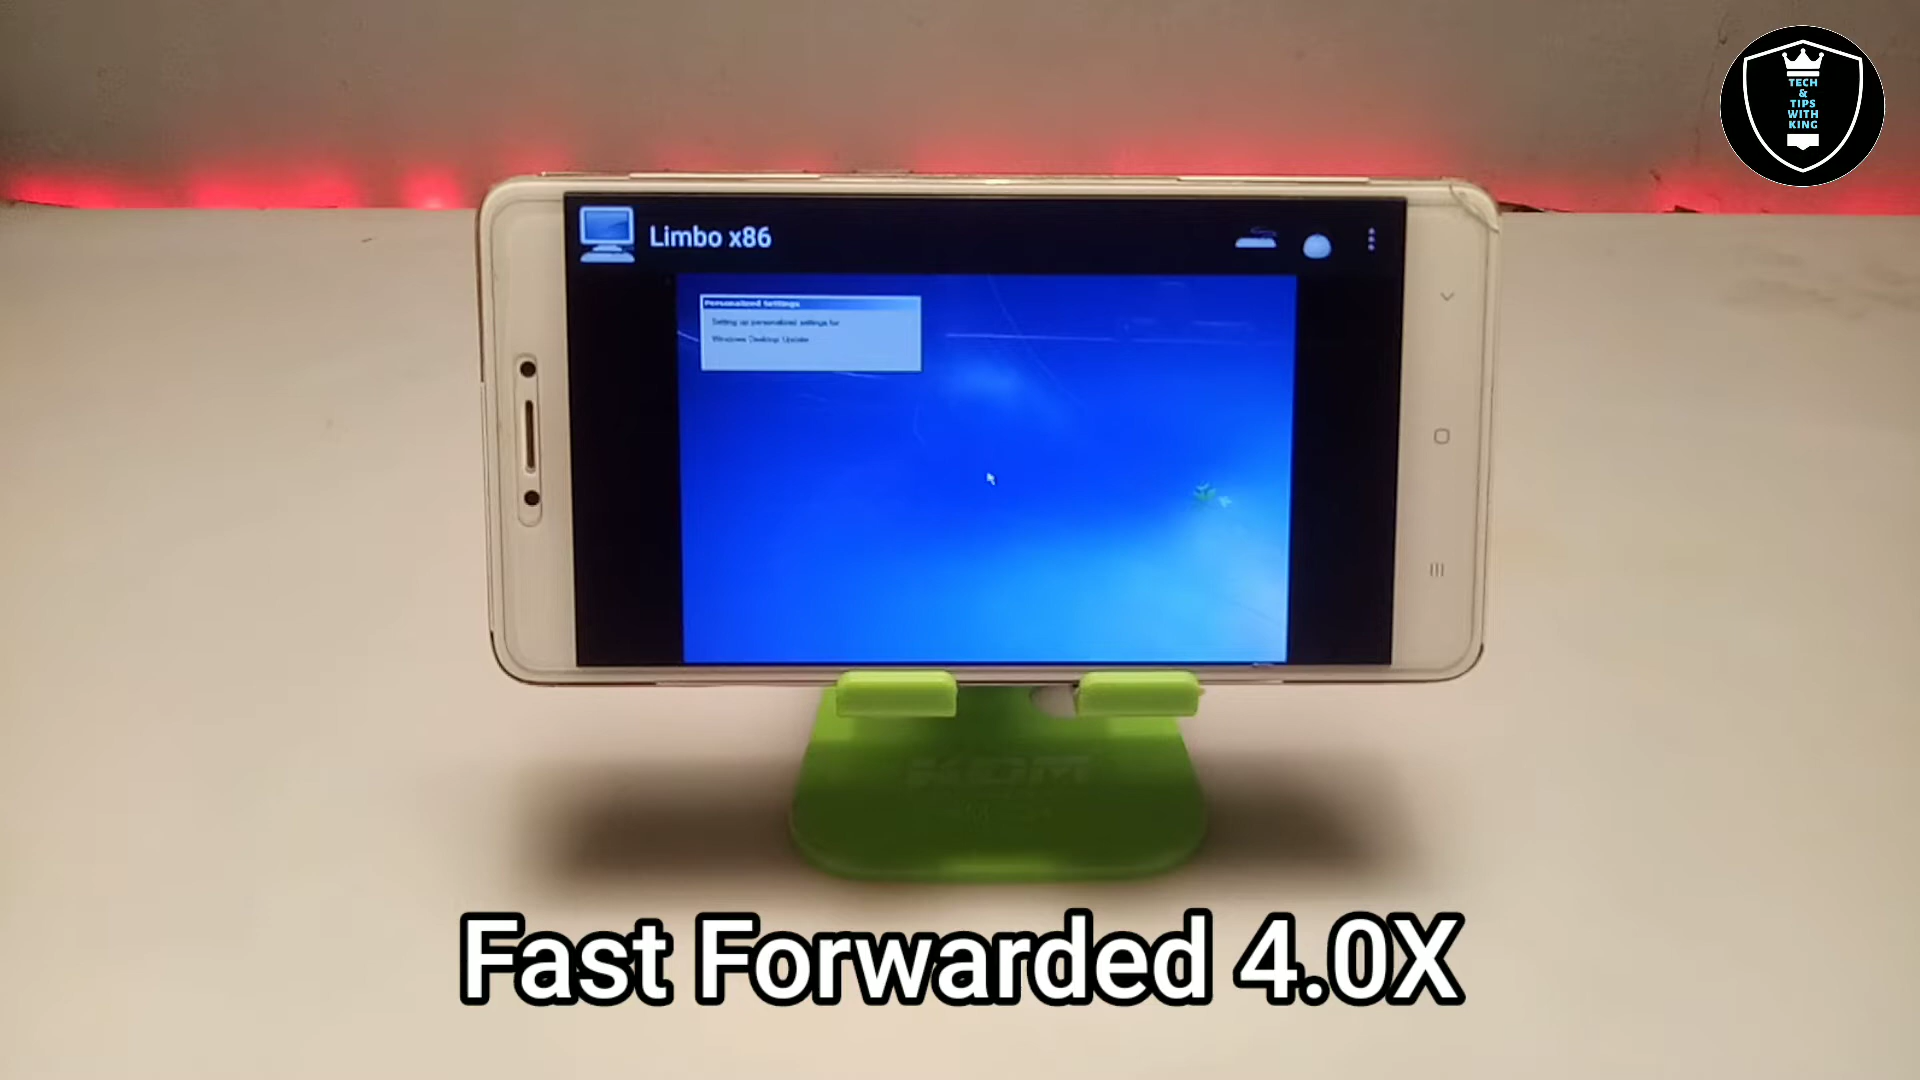 TECH
&
TIPS
WITH
KING
Limbo x86
Personalized Settings
Setting up personalized settings for
Windows Desktop Update
Fast Forwarded 4.0X